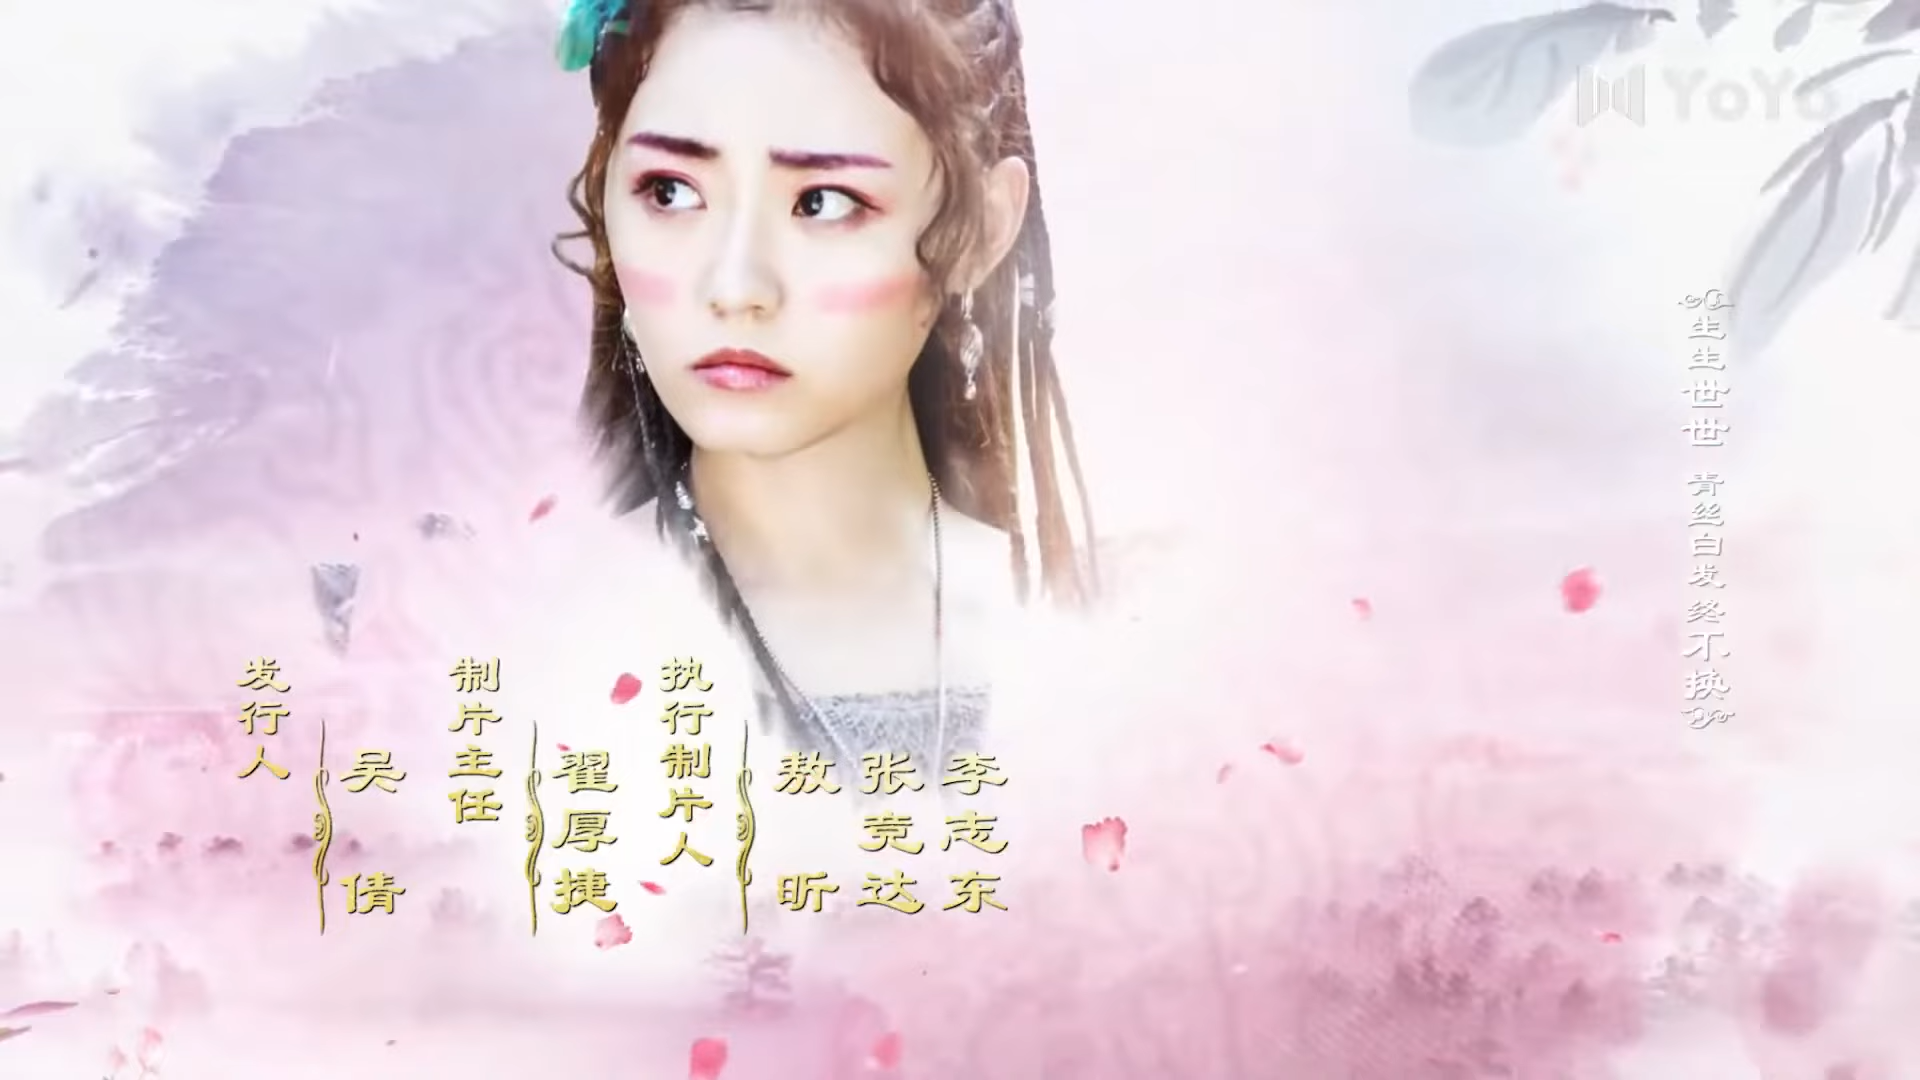 YoYo
生生世世 青丝白发终不换
发行人
吴倩
制片主任
翟厚捷
执行制片人
敖昕
张竞达
李志东